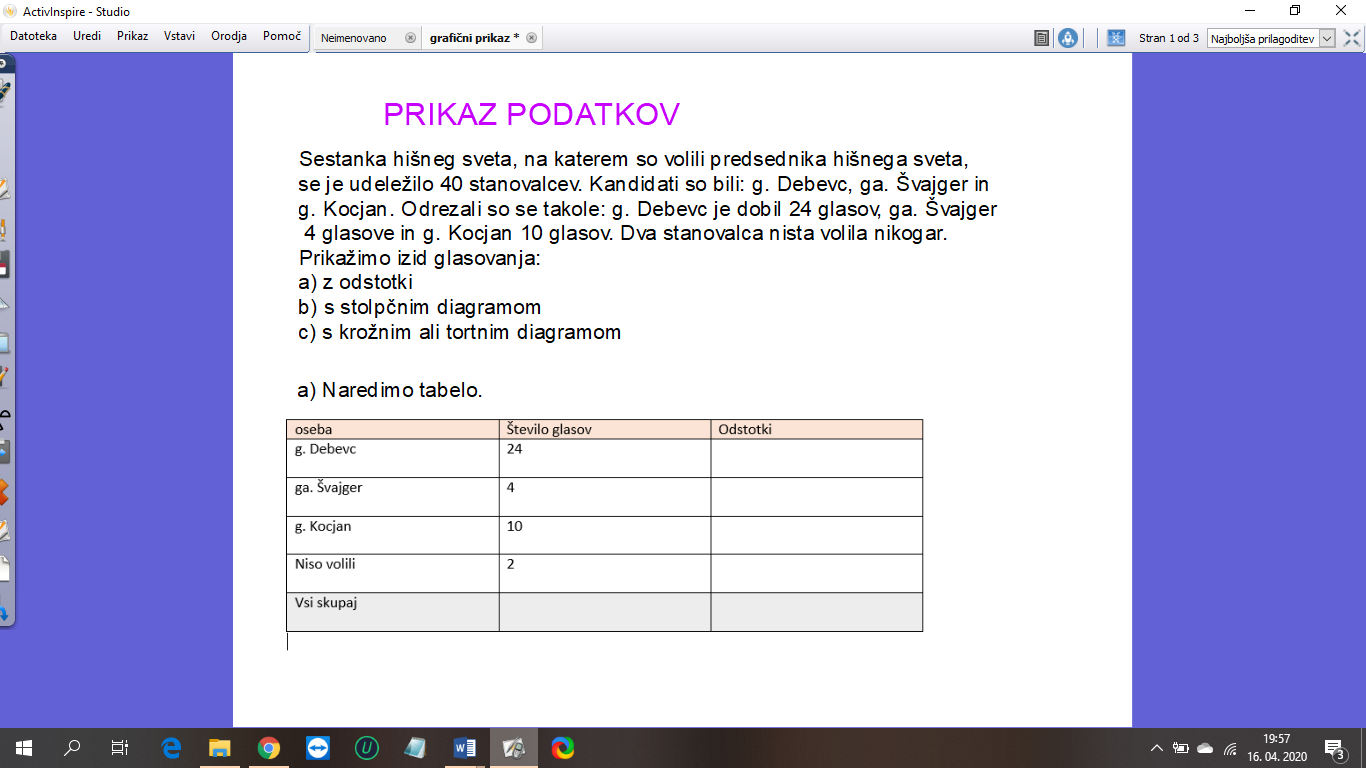 ActivInspire - Studio
Datoteka Uredi Prikaz Vstavi Orodja Pomoč
Neimenovano grafični prikaz *
Stran 1 od 3 Najboljša prilagoditev
PRIKAZ PODATKOV
Sestanka hišneg sveta, na katerem so volili predsednika hišnega sveta,
se je udeležilo 40 stanovalcev. Kandidati so bili: g. Debevc, ga. Švajger in
g. Kocjan. Odrezali so se takole: g. Debevc je dobil 24 glasov, ga. Švajger
4 glasove in g. Kocjan 10 glasov. Dva stanovalca nista volila nikogar.
Prikažimo izid glasovanja:
a) z odstotki
b) s stolpčnim diagramom
c) s krožnim ali tortnim diagramom
a) Naredimo tabelo.
oseba Število glasov Odstotki
g. Debevc 24
ga. Švajger 4
g. Kocjan 10
Niso volili 2
Vsi skupaj
19:57
16. 04. 2020
3